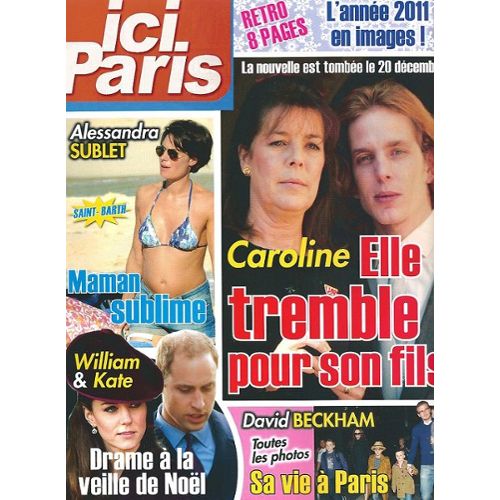 ici
Paris
RETRO
8 PAGES
L'année 2011
en images !
La nouvelle est tombée le 20 décemb
Alessandra
SUBLET
SAINT-BARTH
Maman
sublime
Caroline Elle
tremble
pour son fils
William
& Kate
Drame à la
veille de Noël
David BECKHAM
Toutes
les photos
Sa vie à Paris